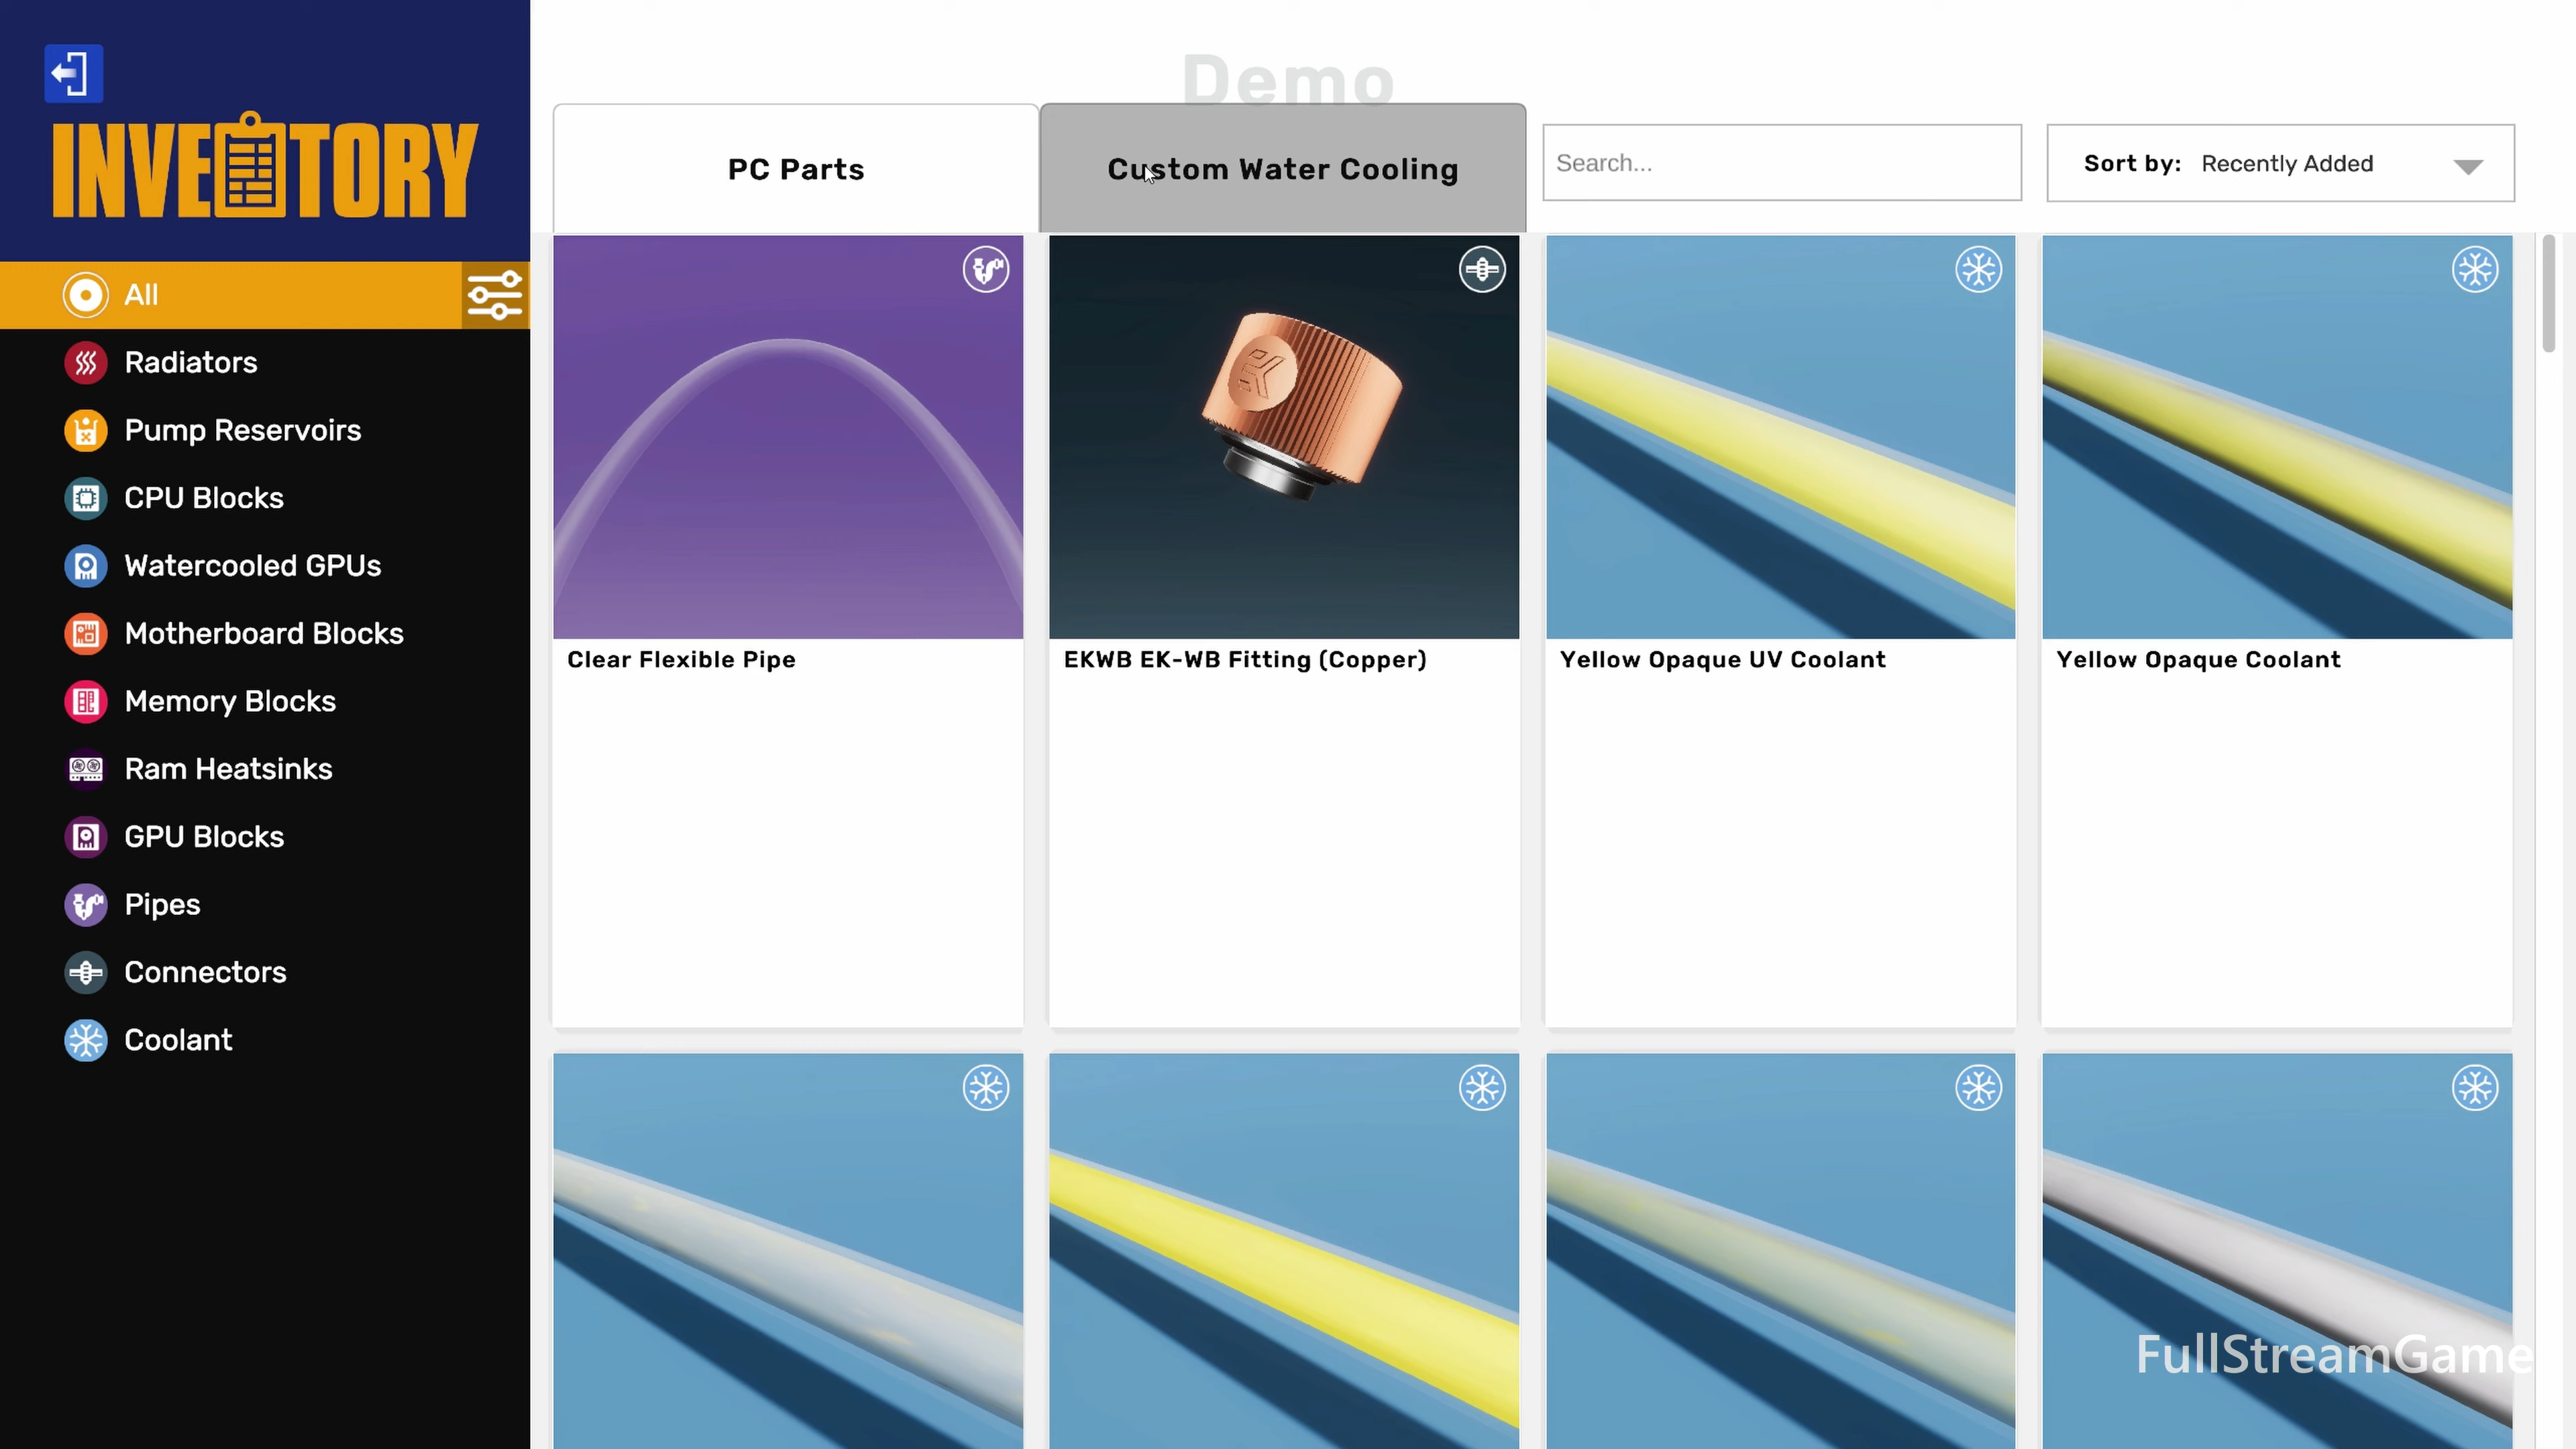 INVENTORY
Demo
PC Parts
Custom Water Cooling
Search...
Sort by: Recently Added
All
Radiators
Pump Reservoirs
CPU Blocks
Watercooled GPUs
Motherboard Blocks
Memory Blocks
Ram Heatsinks
GPU Blocks
Pipes
Connectors
Coolant
Clear Flexible Pipe
EKWB EK-WB Fitting (Copper)
Yellow Opaque UV Coolant
Yellow Opaque Coolant
FullStreamGame